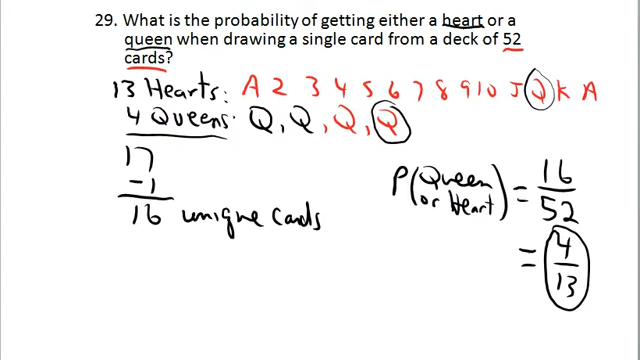 29. What is the probability of getting either a heart or a
queen when drawing a single card from a deck of 52
cards?
13 Hearts: A 2 3 4 5 6 7 8 9 10 J Q K A
4 Queens: Q, Q, Q, Q
17
-1
16 unique cards
P(Queen or Heart) = 16/52
= 4/13